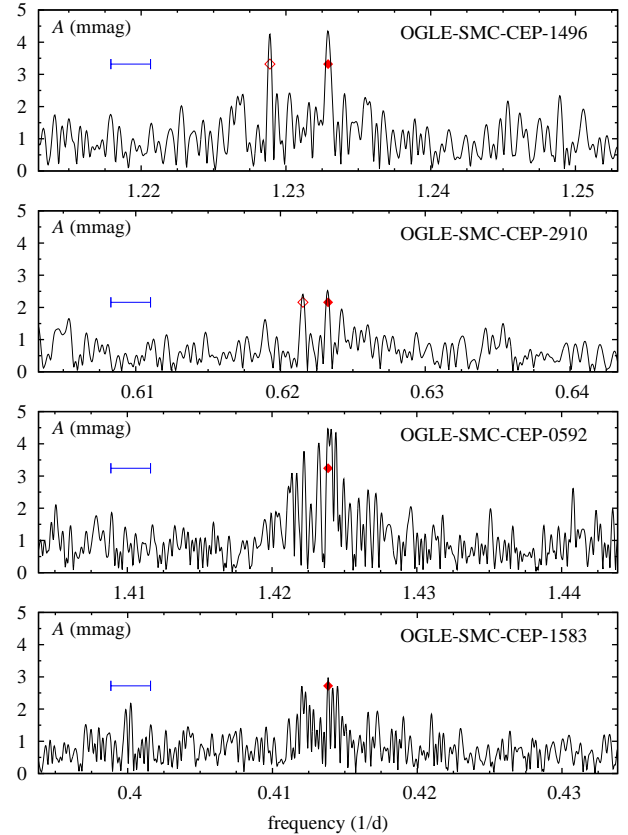 A (mmag) OGLE-SMC-CEP-1496
5
4
3
2
1
0
1.22 1.23 1.24 1.25
A (mmag) OGLE-SMC-CEP-2910
5
4
3
2
1
0
0.61 0.62 0.63 0.64
A (mmag) OGLE-SMC-CEP-0592
5
4
3
2
1
0
1.41 1.42 1.43 1.44
A (mmag) OGLE-SMC-CEP-1583
5
4
3
2
1
0
0.4 0.41 0.42 0.43
frequency (1/d)